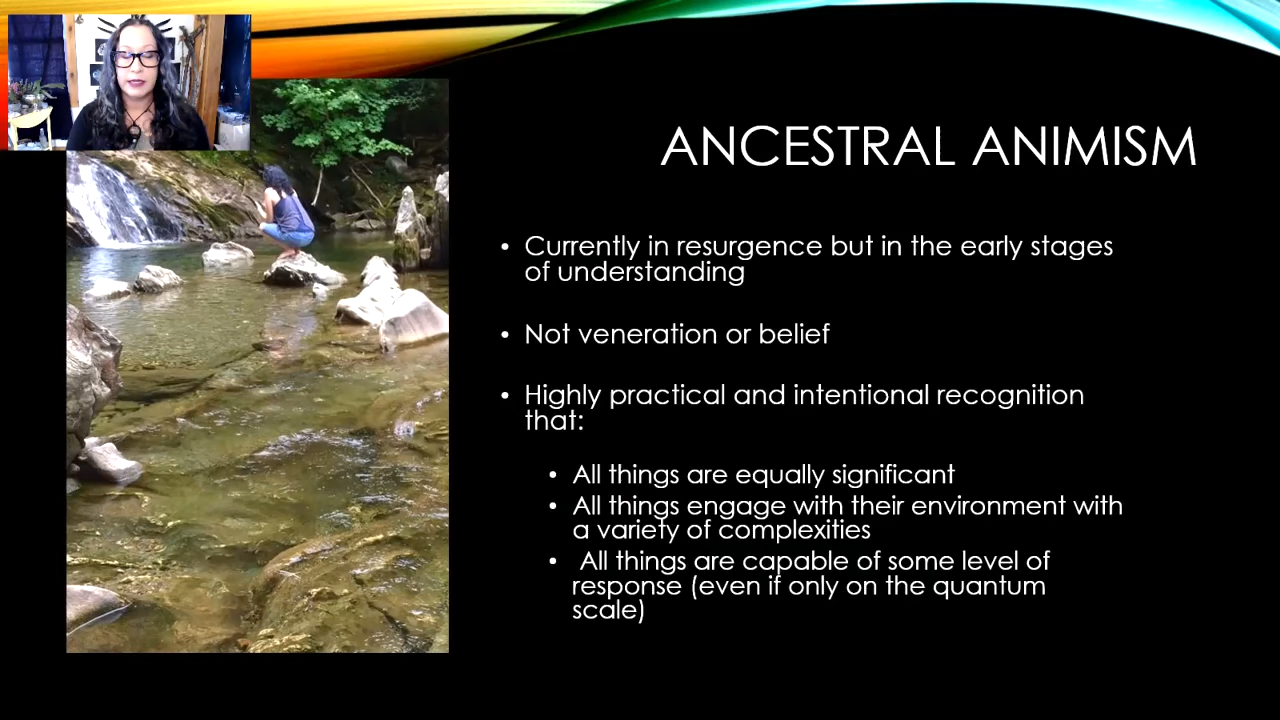 ANCESTRAL ANIMISM
• Currently in resurgence but in the early stages
of understanding
• Not veneration or belief
• Highly practical and intentional recognition
that:
• All things are equally significant
• All things engage with their environment with
a variety of complexities
• All things are capable of some level of
response (even if only on the quantum
scale)